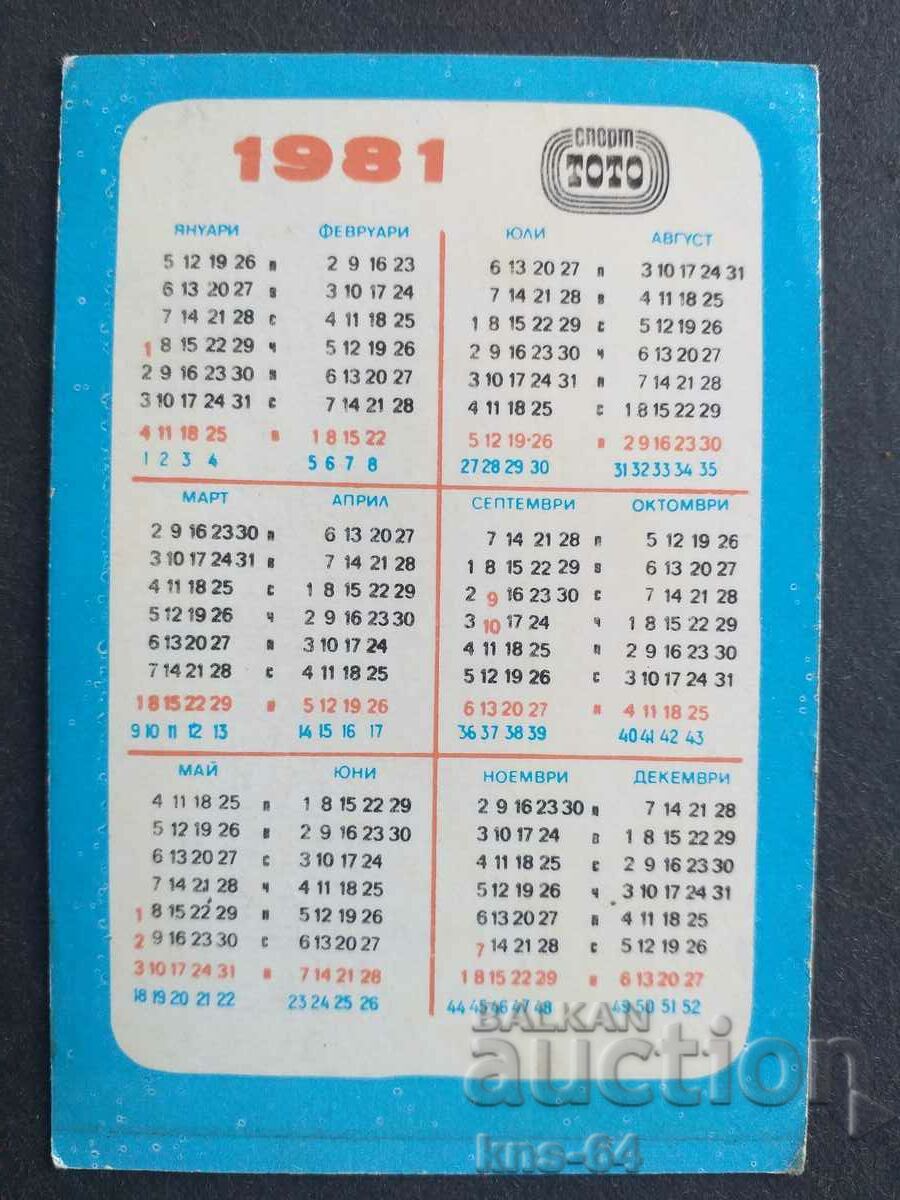 1981
спорт
ТОТО
ЯНУАРИ ФЕВРУАРИ
5 12 19 26 п 2 9 16 23
6 13 20 27 в 3 10 17 24
7 14 21 28 с 4 11 18 25
1 8 15 22 29 ч 5 12 19 26
2 9 16 23 30 п 6 13 20 27
3 10 17 24 31 с 7 14 21 28
4 11 18 25 н 1 8 15 22
1 2 3 4 5 6 7 8
ЮЛИ АВГУСТ
6 13 20 27 п 3 10 17 24 31
7 14 21 28 в 4 11 18 25
1 8 15 22 29 с 5 12 19 26
2 9 16 23 30 ч 6 13 20 27
3 10 17 24 31 п 7 14 21 28
4 11 18 25 с 1 8 15 22 29
5 12 19·26 н 2 9 16 23 30
27 28 29 30 31 32 33 34 35
МАРТ АПРИЛ
2 9 16 23 30 п 6 13 20 27
3 10 17 24 31 в 7 14 21 28
4 11 18 25 с 1 8 15 22 29
5 12 19 26 ч 2 9 16 23 30
6 13 20 27 п 3 10 17 24
7 14 21 28 с 4 11 18 25
1 8 15 22 29 н 5 12 19 26
9 10 11 12 13 14 15 16 17
СЕПТЕМВРИ ОКТОМВРИ
7 14 21 28 п 5 12 19 26
1 8 15 22 29 в 6 13 20 27
2 9 16 23 30 с 7 14 21 28
3 10 17 24 ч 1 8 15 22 29
4 11 18 25 п 2 9 16 23 30
5 12 19 26 с 3 10 17 24 31
6 13 20 27 н 4 11 18 25
36 37 38 39 40 41 42 43
МАЙ ЮНИ
4 11 18 25 п 1 8 15 22 29
5 12 19 26 в 2 9 16 23 30
6 13 20 27 с 3 10 17 24
7 14 21 28 ч 4 11 18 25
1 8 15 22 29 п 5 12 19 26
2 9 16 23 30 с 6 13 20 27
3 10 17 24 31 н 7 14 21 28
18 19 20 21 22 23 24 25 26
НОЕМВРИ ДЕКЕМВРИ
2 9 16 23 30 п 7 14 21 28
3 10 17 24 в 1 8 15 22 29
4 11 18 25 с 2 9 16 23 30
5 12 19 26 ч 3 10 17 24 31
6 13 20 27 п 4 11 18 25
7 14 21 28 с 5 12 19 26
1 8 15 22 29 н 6 13 20 27
44 45 46 47 48 49 50 51 52
BALKAN
auction
kns-64